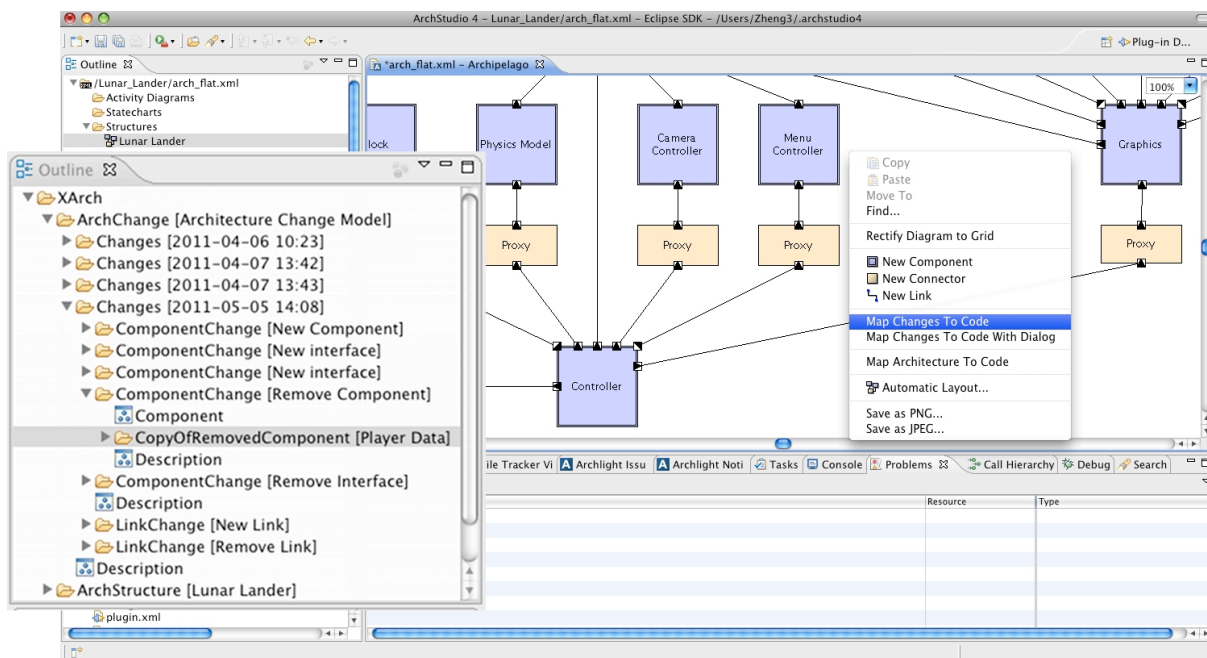 ArchStudio 4 – Lunar_Lander/arch_flat.xml – Eclipse SDK – /Users/Zheng3/.archstudio4
Plug-in D...
Outline
/Lunar_Lander/arch_flat.xml
Activity Diagrams
Statecharts
Structures
Lunar Lander
Outline
XArch
ArchChange [Architecture Change Model]
Changes [2011-04-06 10:23]
Changes [2011-04-07 13:42]
Changes [2011-04-07 13:43]
Changes [2011-05-05 14:08]
ComponentChange [New Component]
ComponentChange [New interface]
ComponentChange [New interface]
ComponentChange [Remove Component]
Component
CopyOfRemovedComponent [Player Data]
Description
ComponentChange [Remove Interface]
Description
LinkChange [New Link]
LinkChange [Remove Link]
Description
ArchStructure [Lunar Lander]
plugin.xml
*arch_flat.xml – Archipelago
100%
lock
Physics Model
Camera
Controller
Menu
Controller
Graphics
Proxy
Proxy
Proxy
Proxy
Controller
Copy
Paste
Move To
Find...
Rectify Diagram to Grid
New Component
New Connector
New Link
Map Changes To Code
Map Changes To Code With Dialog
Map Architecture To Code
Automatic Layout...
Save as PNG...
Save as JPEG...
ile Tracker Vi
Archlight Issu
Archlight Noti
Tasks
Console
Problems
Call Hierarchy
Debug
Search
Resource
Type